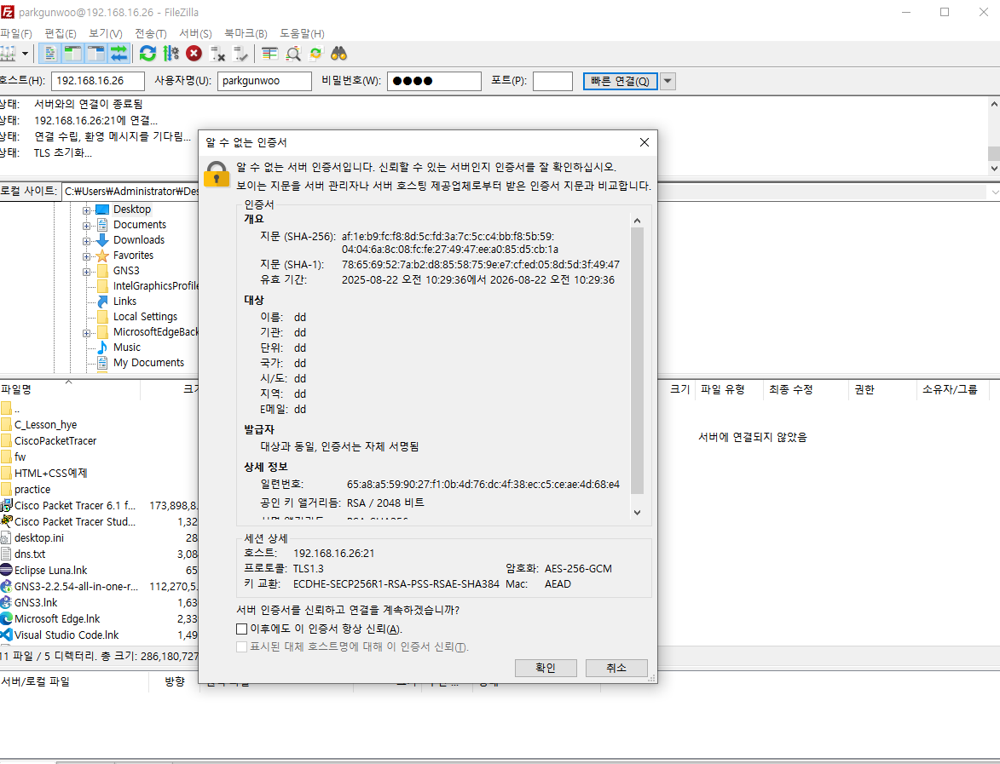 parkgunwoo@192.168.16.26 - FileZilla
파일(F) 편집(E) 보기(V) 전송(T) 서버(S) 북마크(B) 도움말(H)
호스트(H): 192.168.16.26 사용자명(U): parkgunwoo 비밀번호(W): ●●●● 포트(P): 빠른 연결(Q)
상태: 서버와의 연결이 종료됨
상태: 192.168.16.26:21에 연결...
상태: 연결 수립, 환영 메시지를 기다림...
상태: TLS 초기화...
로컬 사이트: C:₩Users₩Administrator₩Des
Desktop
Documents
Downloads
Favorites
GNS3
IntelGraphicsProfile
Links
Local Settings
MicrosoftEdgeBack
Music
My Documents
파일명 크기
..
C_Lesson_hye
CiscoPacketTracer
fw
HTML+CSS예제
practice
Cisco Packet Tracer 6.1 f... 173,898,8
Cisco Packet Tracer Stud... 1,32
desktop.ini 28
dns.txt 3,08
Eclipse Luna.lnk 65
GNS3-2.2.54-all-in-one-r... 112,270,5
GNS3.lnk 1,63
Microsoft Edge.lnk 2,33
Visual Studio Code.lnk 1,49
11 파일 / 5 디렉터리. 총 크기: 286,180,727
서버/로컬 파일 방향
크기 파일 유형 최종 수정 권한 소유자/그룹
서버에 연결되지 않았음
알 수 없는 인증서
알 수 없는 서버 인증서입니다. 신뢰할 수 있는 서버인지 인증서를 잘 확인하십시오.
보이는 지문을 서버 관리자나 서버 호스팅 제공업체로부터 받은 인증서 지문과 비교합니다.
인증서
개요
지문 (SHA-256): af:1e:b9:fc:f8:8d:5c:fd:3a:7c:5c:c4:bb:f8:5b:59:
04:04:6a:8c:08:fc:fe:27:49:47:ee:a0:85:d5:cb:1a
지문 (SHA-1): 78:65:69:52:7a:b2:d8:85:58:75:9e:e7:cf:ed:05:8d:5d:3f:49:47
유효 기간: 2025-08-22 오전 10:29:36에서 2026-08-22 오전 10:29:36
대상
이름: dd
기관: dd
단위: dd
국가: dd
시/도: dd
지역: dd
E메일: dd
발급자
대상과 동일, 인증서는 자체 서명됨
상세 정보
일련번호: 65:a8:a5:59:90:27:f1:0b:4d:76:dc:4f:38:ec:c5:ce:ae:4d:68:e4
공인 키 앨거리듬: RSA / 2048 비트
서명 앨거리듬: RSA-SHA256
세션 상세
호스트: 192.168.16.26:21
프로토콜: TLS1.3 암호화: AES-256-GCM
키 교환: ECDHE-SECP256R1-RSA-PSS-RSAE-SHA384 Mac: AEAD
서버 인증서를 신뢰하고 연결을 계속하겠습니까?
이후에도 이 인증서 항상 신뢰(A).
표시된 대체 호스트명에 대해 이 인증서 신뢰(T).
확인 취소